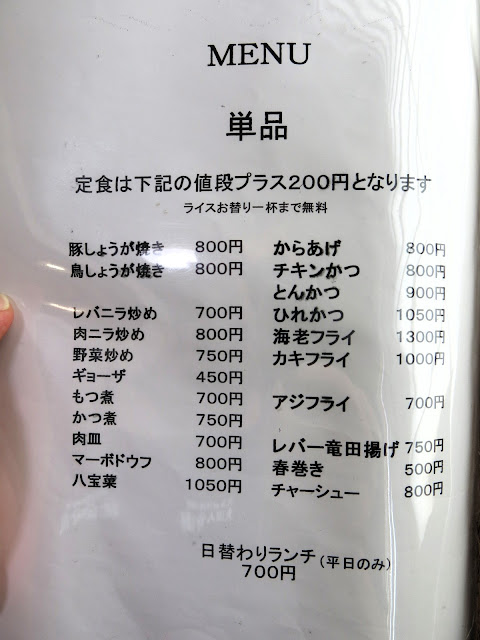 MENU
単品
定食は下記の値段プラス200円となります
ライスお替り一杯まで無料
豚しょうが焼き 800円
鳥しょうが焼き 800円
レバニラ炒め 700円
肉ニラ炒め 800円
野菜炒め 750円
ギョーザ 450円
もつ煮 700円
かつ煮 750円
肉皿 700円
マーボドウフ 800円
八宝菜 1050円
からあげ 800円
チキンかつ 800円
とんかつ 900円
ひれかつ 1050円
海老フライ 1300円
カキフライ 1000円
アジフライ 700円
レバー竜田揚げ 750円
春巻き 500円
チャーシュー 800円
日替わりランチ(平日のみ)
700円